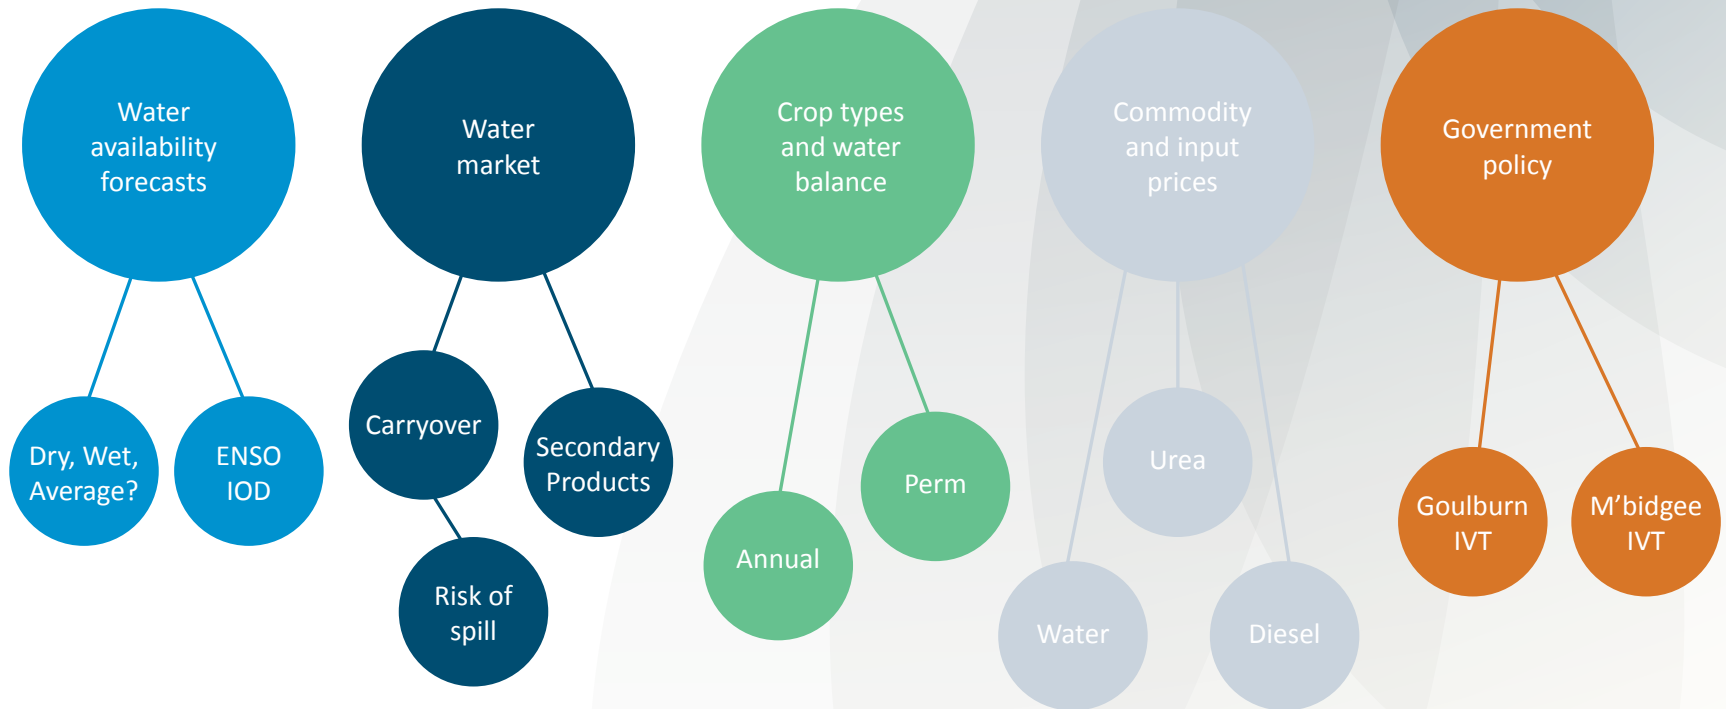 Water
availability
forecasts
Water
market
Crop types
and water
balance
Commodity
and input
prices
Government
policy
Dry, Wet,
Average?
ENSO
IOD
Carryover
Risk of
spill
Secondary
Products
Annual
Perm
Water
Urea
Diesel
Goulburn
IVT
M’bidgee
IVT